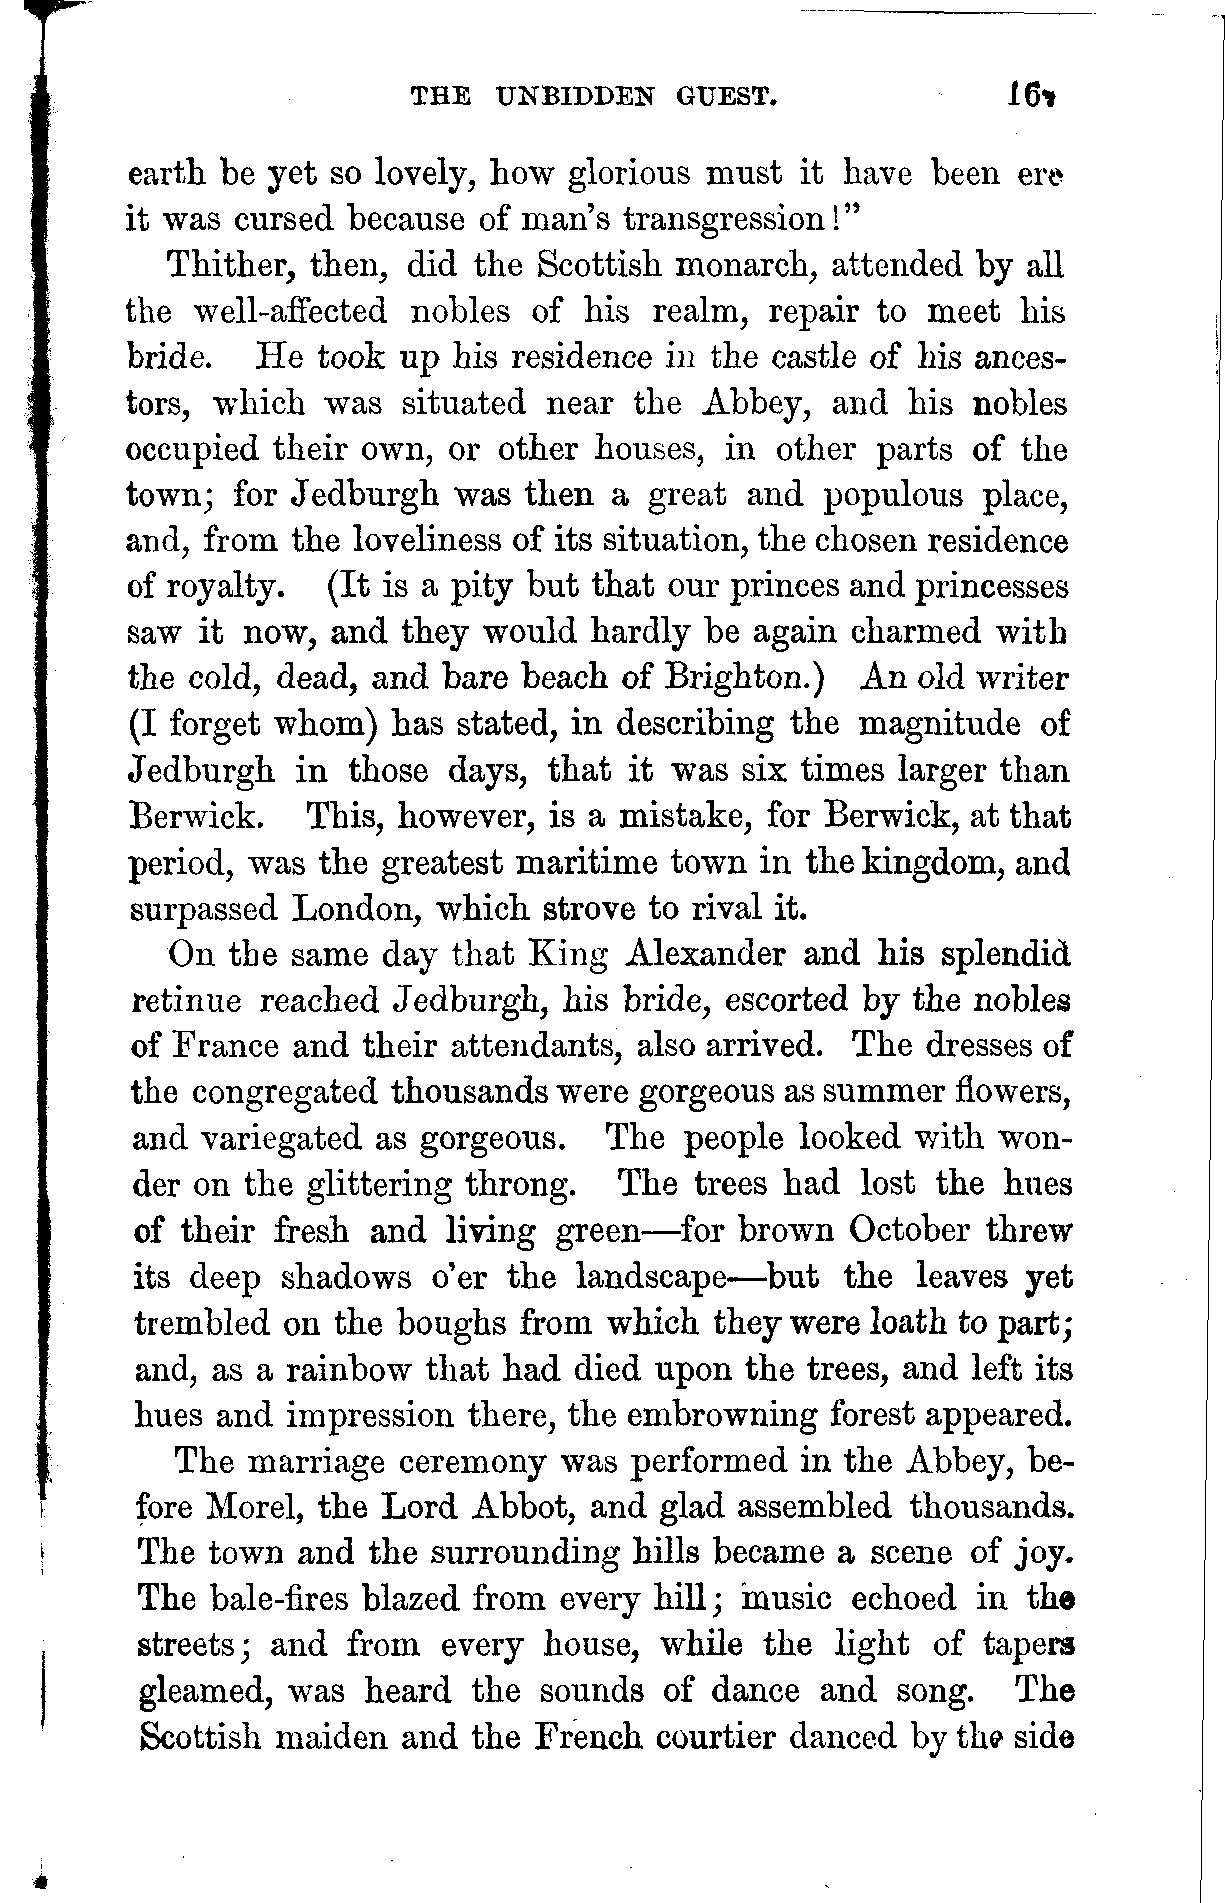 THE UNBIDDEN GUEST.
earth be yet so lovely, how glorious must it have been ere
it was cursed because of man's transgression!"
Thither, then, did the Scottish monarch, attended by all
the well-affected nobles of his realm, repair to meet his
bride. He took up his residence in the castle of his ances-
tors, which was situated near the Abbey, and his nobles
occupied their own, or other houses, in other parts of the
town; for Jedburgh was then a great and populous place,
and, from the loveliness of its situation, the chosen residence
of royalty. (It is a pity but that our princes and princesses
saw it now, and they would hardly be again charmed with
the cold, dead, and bare beach of Brighton.) An old writer
(I forget whom) has stated, in describing the magnitude of
Jedburgh in those days, that it was six times larger than
Berwick. This, however, is a mistake, for Berwick, at that
period, was the greatest maritime town in the kingdom, and
surpassed London, which strove to rival it.
On the same day that King Alexander and his splendid
retinue reached Jedburgh, his bride, escorted by the nobles
of France and their attendants, also arrived. The dresses of
the congregated thousands were gorgeous as summer flowers,
and variegated as gorgeous. The people looked with won-
der on the glittering throng. The trees had lost the hues
of their fresh and living green—for brown October threw
its deep shadows o'er the landscape—but the leaves yet
trembled on the boughs from which they were loath to part;
and, as a rainbow that had died upon the trees, and left its
hues and impression there, the embrowning forest appeared.
The marriage ceremony was performed in the Abbey, be-
fore Morel, the Lord Abbot, and glad assembled thousands.
The town and the surrounding hills became a scene of joy.
The bale-fires blazed from every hill; music echoed in the
streets; and from every house, while the light of tapers
gleamed, was heard the sounds of dance and song. The
Scottish maiden and the French courtier danced by the side